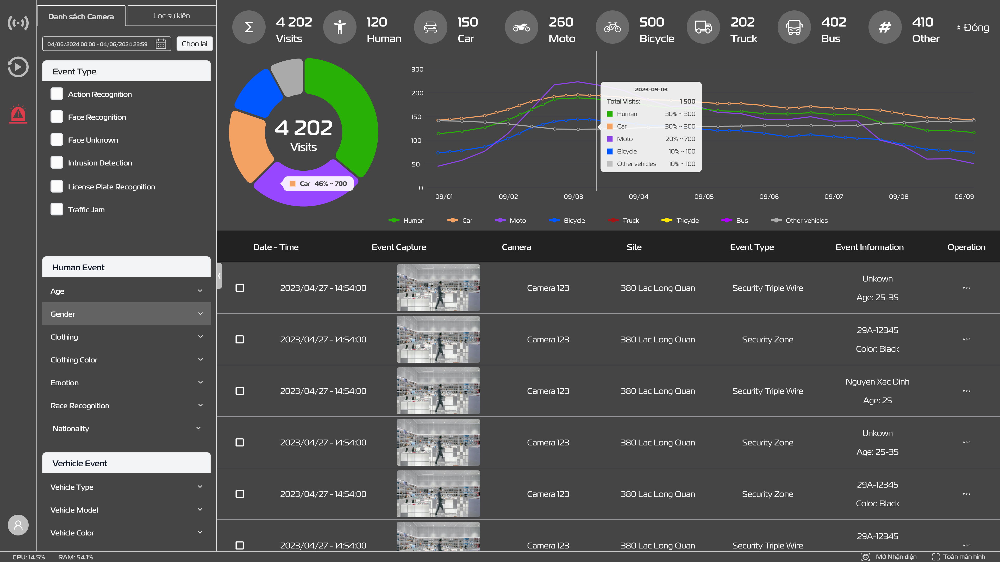 Danh sách Camera
Lọc sự kiện
04/06/2024 00:00 - 04/06/2024 23:59
Chọn lại
Event Type
Action Recognition
Face Recognition
Face Unknown
Intrusion Detection
License Plate Recognition
Traffic Jam
Human Event
Age
Gender
Clothing
Clothing Color
Emotion
Race Recognition
Nationality
Verhicle Event
Vehicle Type
Vehicle Model
Vehicle Color
Σ 4 202 Visits
120 Human
150 Car
260 Moto
500 Bicycle
202 Truck
402 Bus
# 410 Other
Đóng
4 202
Visits
Car 46% ~ 700
300
200
150
100
50
0
09/01 09/02 09/03 09/04 09/05 09/06 09/07 09/08 09/09
2023-09-03
Total Visits: 1 500
Human 30% ~ 300
Car 30% ~ 300
Moto 20% ~ 700
Bicycle 10% ~ 100
Other vehicles 10% ~ 100
Human Car Moto Bicycle Truck Tricycle Bus Other vehicles
Date - Time Event Capture Camera Site Event Type Event Information Operation
2023/04/27 - 14:54:00 Camera 123 380 Lac Long Quan Security Triple Wire Unkown
Age: 25-35
2023/04/27 - 14:54:00 Camera 123 380 Lac Long Quan Security Zone 29A-12345
Color: Black
2023/04/27 - 14:54:00 Camera 123 380 Lac Long Quan Security Triple Wire Nguyen Xac Dinh
Age: 25
2023/04/27 - 14:54:00 Camera 123 380 Lac Long Quan Security Zone Unkown
Age: 25-35
2023/04/27 - 14:54:00 Camera 123 380 Lac Long Quan Security Zone 29A-12345
Color: Black
2023/04/27 - 14:54:00 Camera 123 380 Lac Long Quan Security Triple Wire 29A-12345
CPU: 14.5% RAM: 54.1%
Mở Nhận diện
Toàn màn hình